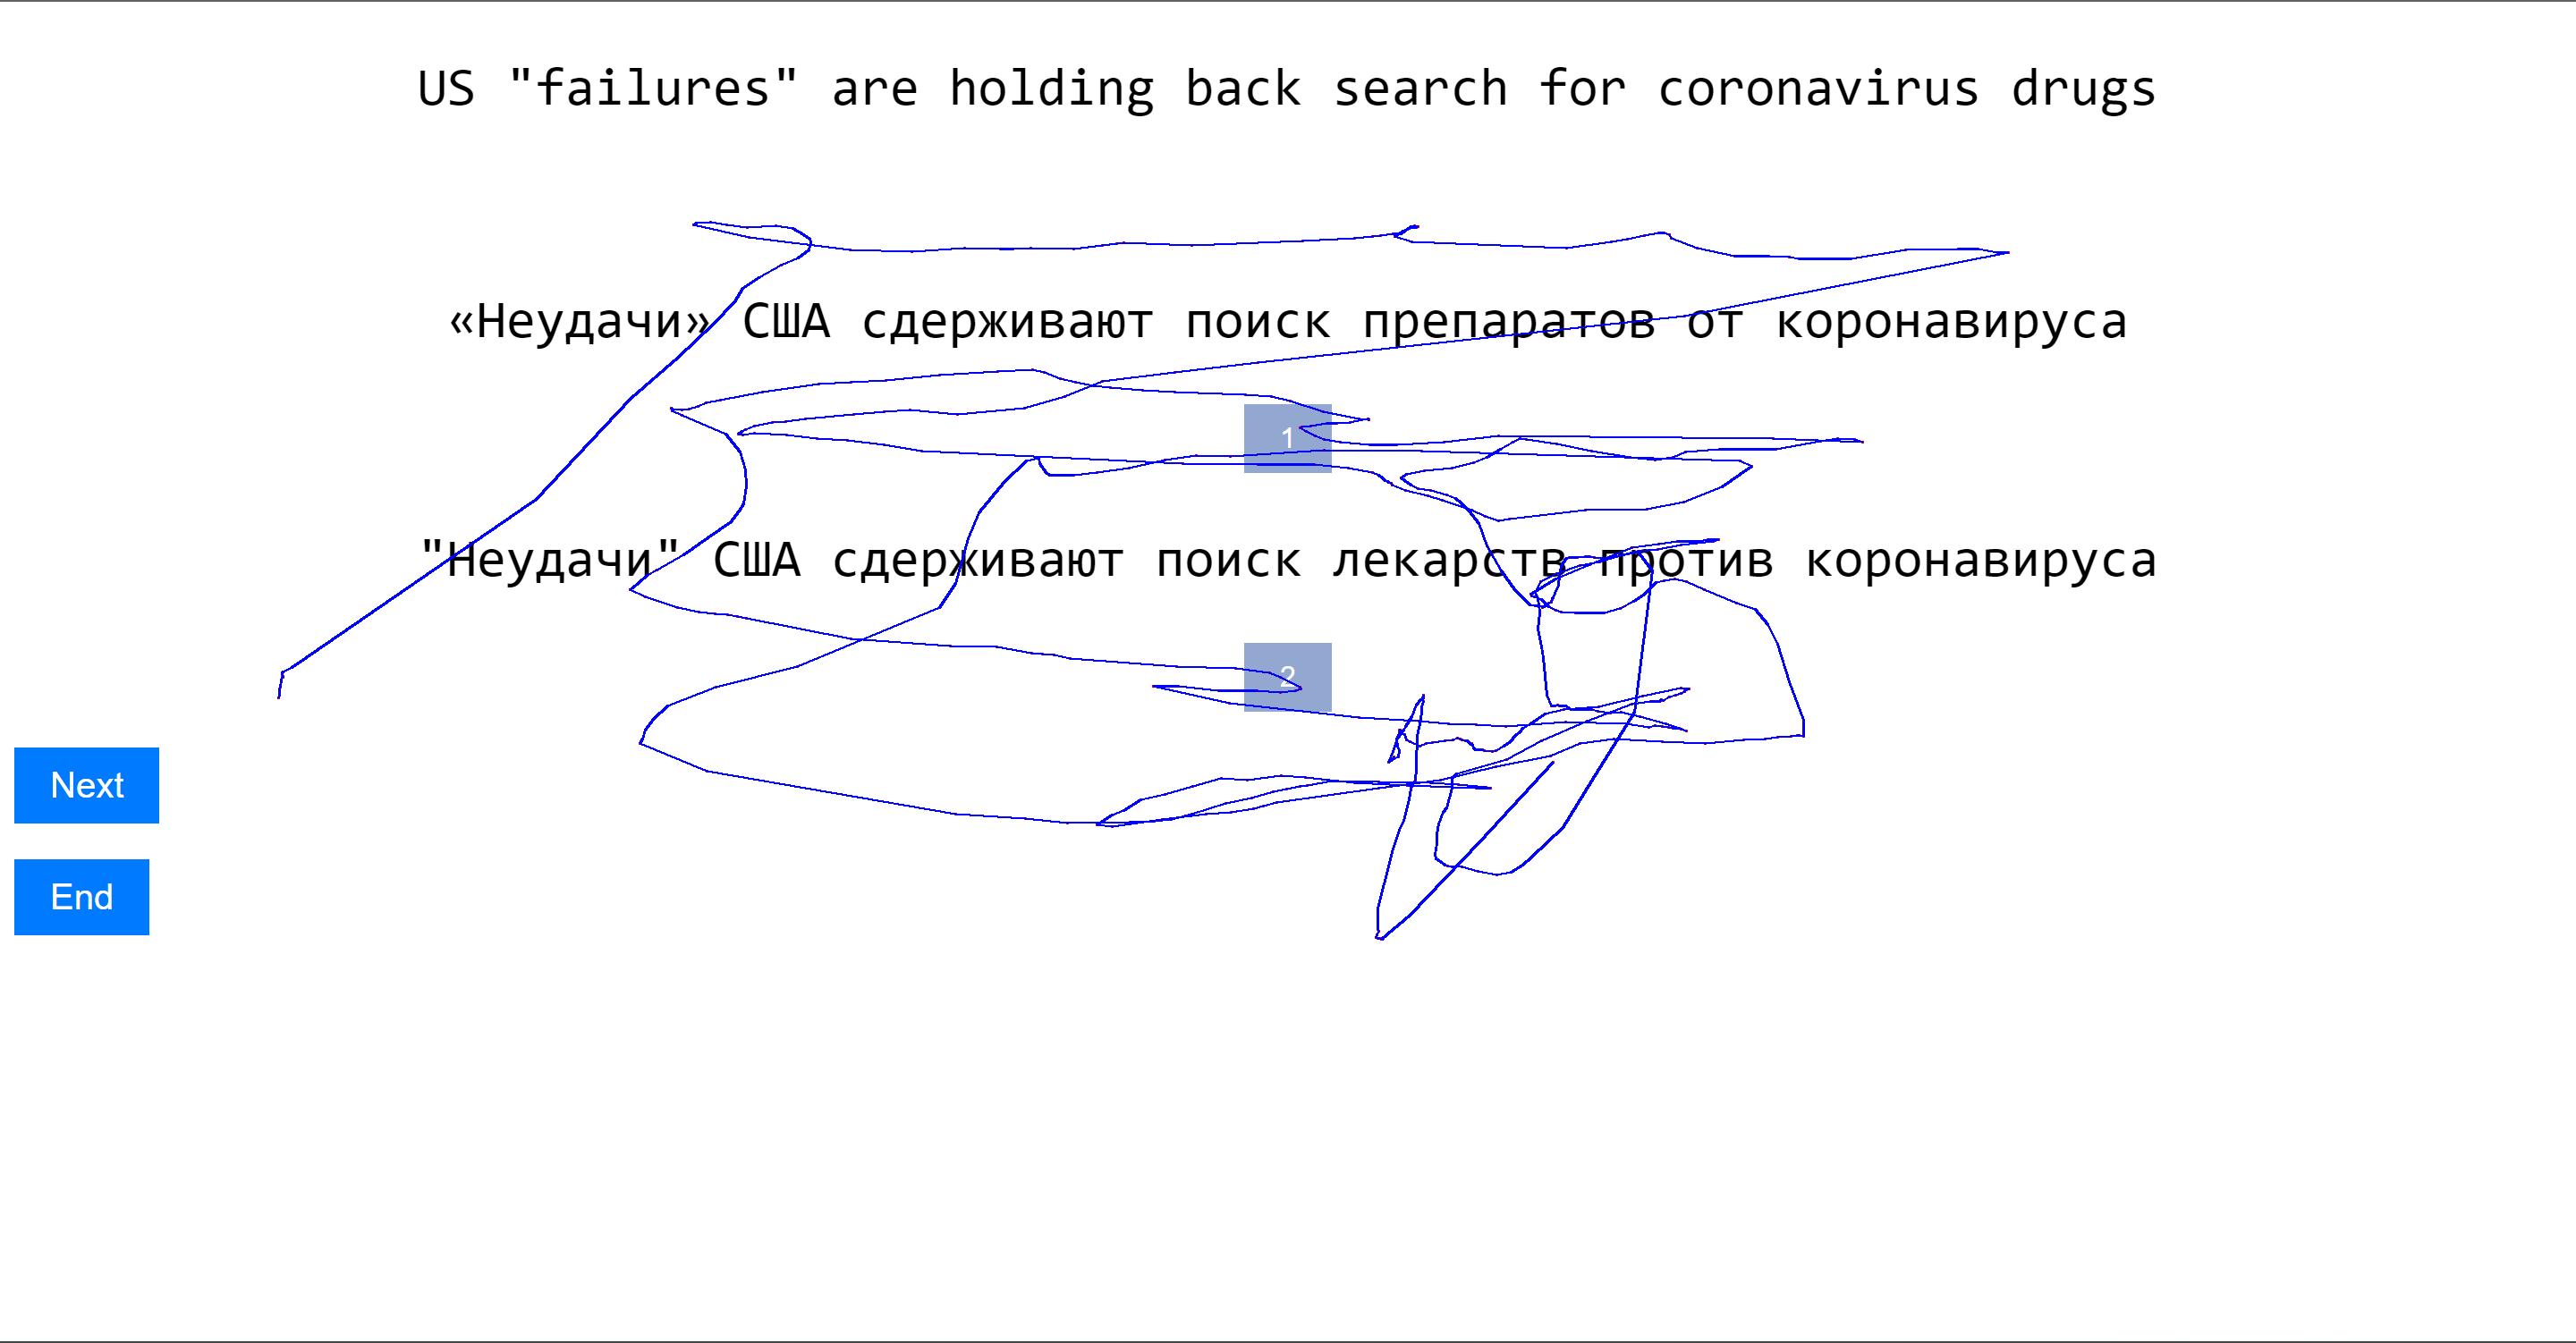 US "failures" are holding back search for coronavirus drugs
«Неудачи» США сдерживают поиск препаратов от коронавируса
1
"Неудачи" США сдерживают поиск лекарств против коронавируса
2
Next
End